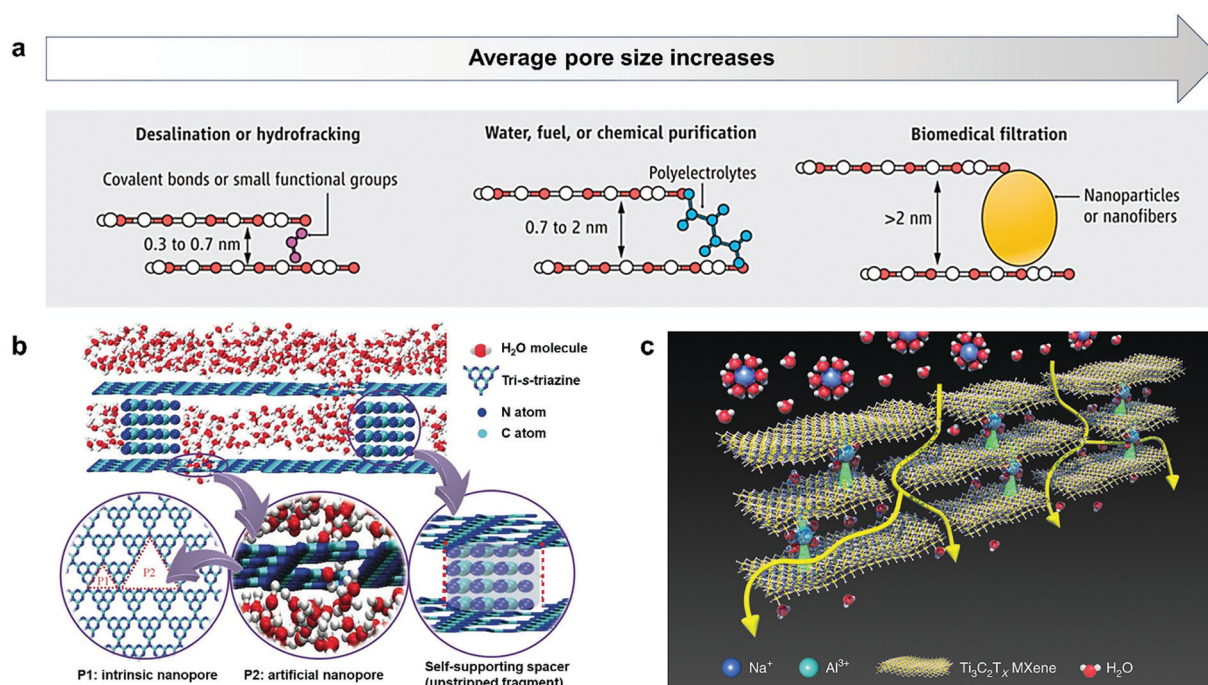 a
Average pore size increases
Desalination or hydrofracking
Covalent bonds or small functional groups
0.3 to 0.7 nm
Water, fuel, or chemical purification
Polyelectrolytes
0.7 to 2 nm
Biomedical filtration
>2 nm
Nanoparticles
or nanofibers
b
H₂O molecule
Tri-s-triazine
N atom
C atom
P1
P2
P1: intrinsic nanopore
P2: artificial nanopore
Self-supporting spacer
(unstripped fragment)
c
Na⁺
Al³⁺
Ti₃C₂Tₓ MXene
H₂O